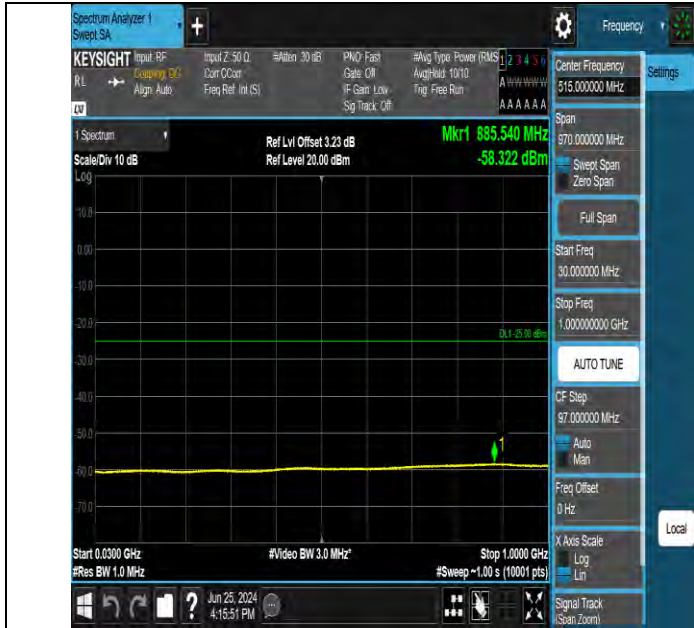 Spectrum Analyzer 1
Swept SA
+
Frequency
KEYSIGHT
RL
LXI
Input: RF
Coupling: DC
Align: Auto
Input Z: 50 Ω
Corr CCorr
Freq Ref: Int (S)
#Atten: 30 dB
PNO: Fast
Gate: Off
IF Gain: Low
Sig Track: Off
#Avg Type: Power (RMS
Avg|Hold: 10/10
Trig: Free Run
1 2 3 4 5 6
A W W W W W
A A A A A A
1 Spectrum
Scale/Div 10 dB
Log
Ref Lvl Offset 3.23 dB
Ref Level 20.00 dBm
Mkr1 885.540 MHz
-58.322 dBm
10.0
0.00
-10.0
-20.0
-30.0
-40.0
-50.0
-60.0
-70.0
DL1 -25.00 dBm
1
Start 0.0300 GHz
#Res BW 1.0 MHz
#Video BW 3.0 MHz*
Stop 1.0000 GHz
#Sweep ~1.00 s (10001 pts)
?
Jun 25, 2024
4:15:51 PM
Center Frequency
515.000000 MHz
Settings
Span
970.000000 MHz
Swept Span
Zero Span
Full Span
Start Freq
30.000000 MHz
Stop Freq
1.000000000 GHz
AUTO TUNE
CF Step
97.000000 MHz
Auto
Man
Freq Offset
0 Hz
Local
X Axis Scale
Log
Lin
Signal Track
(Span Zoom)